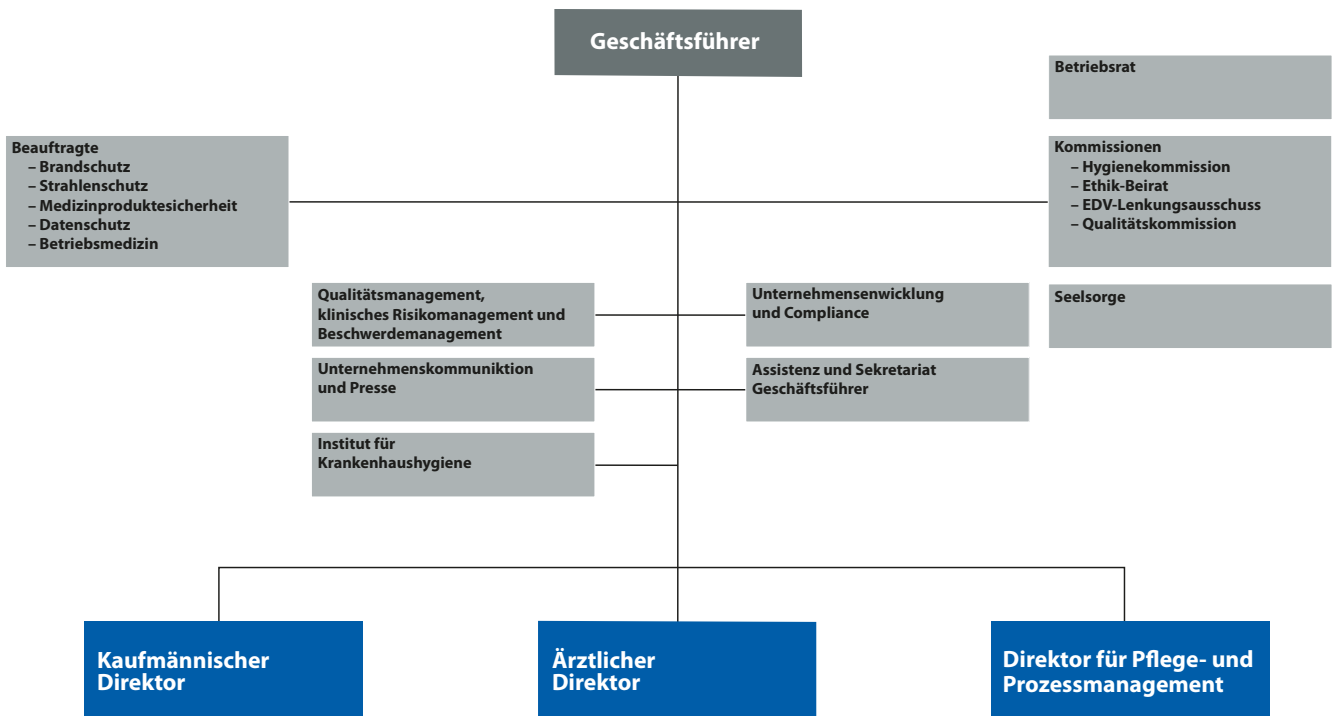 Geschäftsführer
Betriebsrat
Beauftragte
– Brandschutz
– Strahlenschutz
– Medizinproduktesicherheit
– Datenschutz
– Betriebsmedizin
Kommissionen
– Hygienekommission
– Ethik-Beirat
– EDV-Lenkungsausschuss
– Qualitätskommission
Qualitätsmanagement,
klinisches Risikomanagement und
Beschwerdemanagement
Unternehmensenwicklung
und Compliance
Seelsorge
Unternehmenskommuniktion
und Presse
Assistenz und Sekretariat
Geschäftsführer
Institut für
Krankenhaushygiene
Kaufmännischer
Direktor
Ärztlicher
Direktor
Direktor für Pflege- und
Prozessmanagement